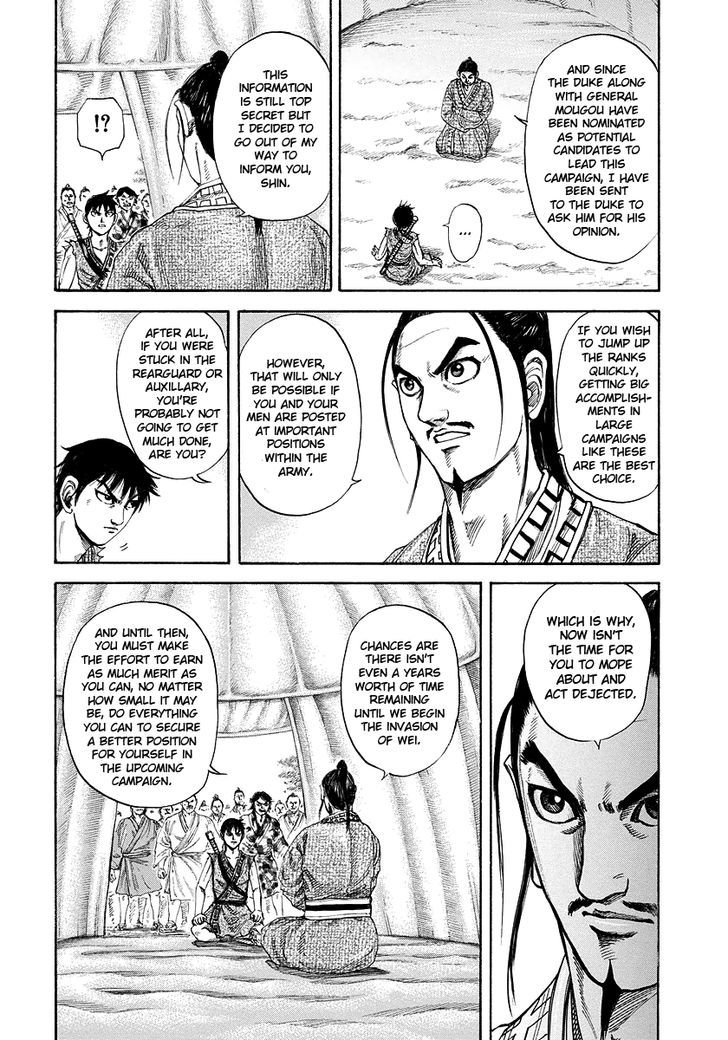 AND SINCE
THE DUKE ALONG
WITH GENERAL
MOUGOU HAVE
BEEN NOMINATED
AS POTENTIAL
CANDIDATES TO
LEAD THIS
CAMPAIGN, I HAVE
BEEN SENT
TO THE DUKE TO
ASK HIM FOR HIS
OPINION.
...
THIS
INFORMATION
IS STILL TOP
SECRET BUT
I DECIDED TO
GO OUT OF MY
WAY TO
INFORM YOU,
SHIN.
!?
IF YOU WISH
TO JUMP UP
THE RANKS
QUICKLY,
GETTING BIG
ACCOMPLISH-
MENTS IN
LARGE
CAMPAIGNS
LIKE THESE
ARE THE BEST
CHOICE.
HOWEVER,
THAT WILL ONLY
BE POSSIBLE IF
YOU AND YOUR
MEN ARE POSTED
AT IMPORTANT
POSITIONS
WITHIN THE
ARMY.
AFTER ALL,
IF YOU WERE
STUCK IN THE
REARGUARD OR
AUXILLARY,
YOU'RE
PROBABLY NOT
GOING TO GET
MUCH DONE,
ARE YOU?
WHICH IS WHY,
NOW ISN'T
THE TIME FOR
YOU TO MOPE
ABOUT AND
ACT DEJECTED.
CHANCES ARE
THERE ISN'T
EVEN A YEARS
WORTH OF TIME
REMAINING
UNTIL WE BEGIN
THE INVASION
OF WEI.
AND UNTIL THEN,
YOU MUST MAKE
THE EFFORT TO EARN
AS MUCH MERIT AS
YOU CAN, NO MATTER
HOW SMALL IT MAY
BE, DO EVERYTHING
YOU CAN TO SECURE
A BETTER POSITION
FOR YOURSELF IN
THE UPCOMING
CAMPAIGN.